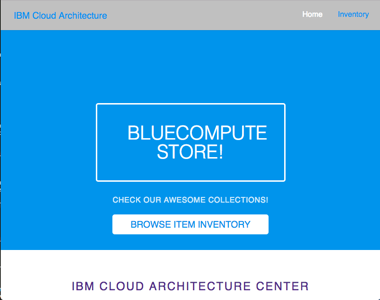 IBM Cloud Architecture
Home
Inventory
BLUECOMPUTE
STORE!
CHECK OUR AWESOME COLLECTIONS!
BROWSE ITEM INVENTORY
IBM CLOUD ARCHITECTURE CENTER